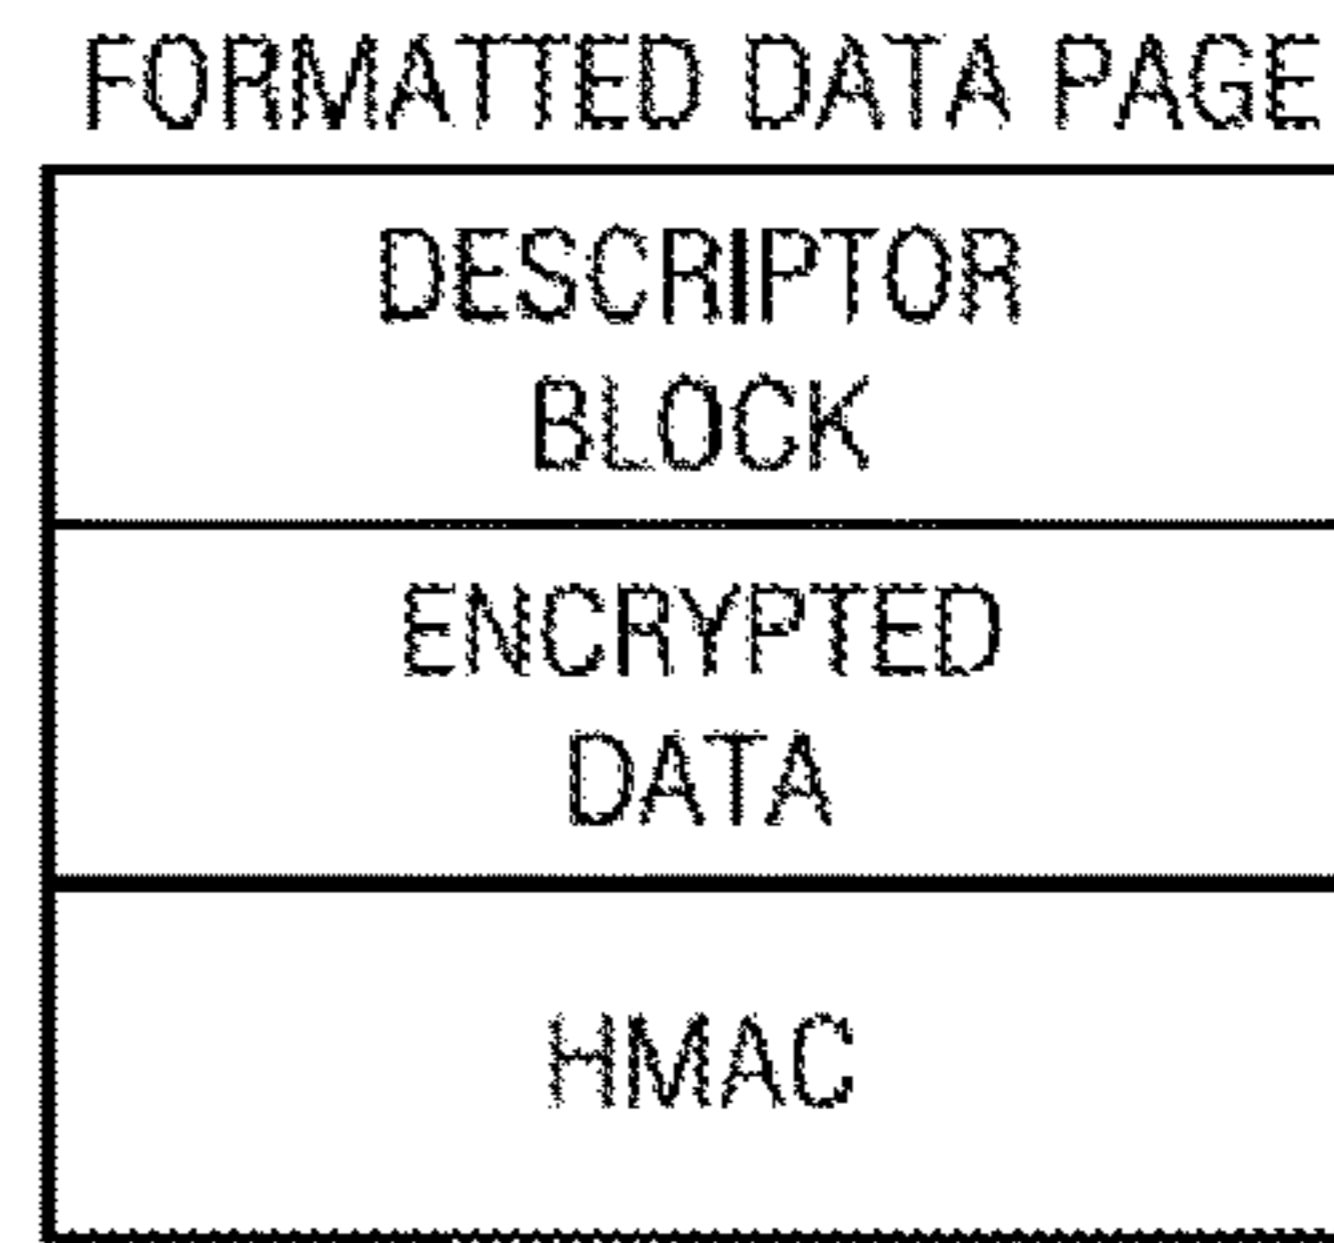 FORMATTED DATA PAGE
DESCRIPTOR
BLOCK
ENCRYPTED
DATA
HMAC